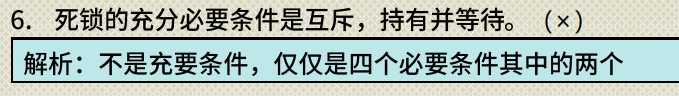 6. 死锁的充分必要条件是互斥，持有并等待。（×）
解析：不是充要条件，仅仅是四个必要条件其中的两个